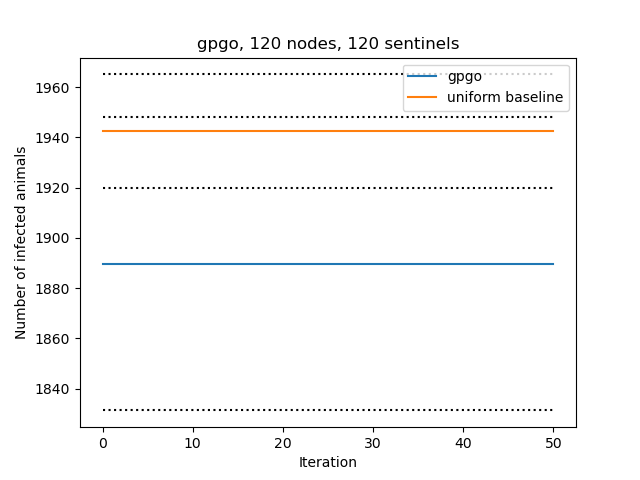 gpgo, 120 nodes, 120 sentinels
gpgo
uniform baseline
Number of infected animals
1960
1940
1920
1900
1880
1860
1840
0 10 20 30 40 50
Iteration